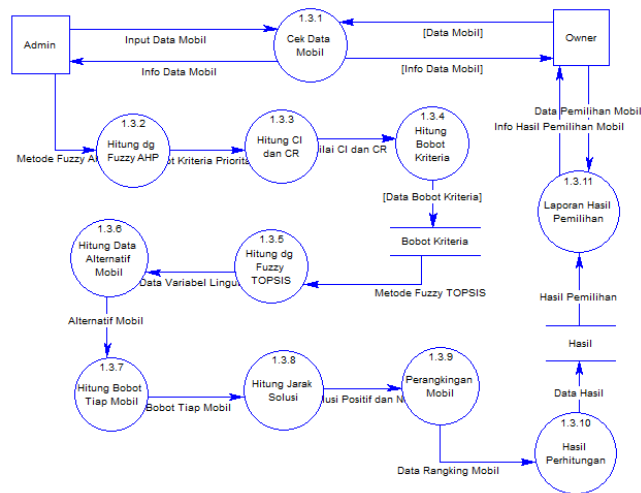 1.3.1
Cek Data
Mobil
Admin
Owner
Input Data Mobil
[Data Mobil]
Info Data Mobil
[Info Data Mobil]
1.3.2
Hitung dg
Fuzzy AHP
1.3.3
Hitung CI
dan CR
1.3.4
Hitung
Bobot
Kriteria
Data Pemilihan Mobil
Info Hasil Pemilihan Mobil
Metode Fuzzy
Kriteria Priorita
CI dan CR
1.3.11
Laporan Hasil
Pemilihan
[Data Bobot Kriteria]
1.3.6
Hitung Data
Alternatif
Mobil
1.3.5
Hitung dg
Fuzzy
TOPSIS
Bobot Kriteria
Data Variabel Lingu
Metode Fuzzy TOPSIS
Hasil Pemilihan
Alternatif Mobil
Hasil
1.3.7
Hitung Bobot
Tiap Mobil
1.3.8
Hitung Jarak
Solusi
1.3.9
Perangkingan
Mobil
Bobot Tiap Mobil
Positif dan
Data Hasil
1.3.10
Hasil
Perhitungan
Data Rangking Mobil